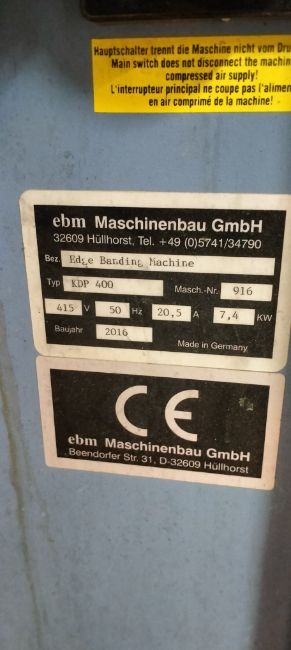 Hauptschalter trennt die Maschine nicht vom
Main switch does not disconnect the
compressed air supply!
L'interrupteur principal ne coupe pas
en air comprimé de la machine!
ebm Maschinenbau GmbH
32609 Hüllhorst, Tel. +49 (0)5741/34790
Bez. Edge Banding Machine
Typ KDP 400 Masch.-Nr. 916
415 V 50 Hz 20,5 A 7,4 KW
Baujahr 2016 Made in Germany
CE
ebm Maschinenbau GmbH
Beendorfer Str. 31, D-32609 Hüllhorst